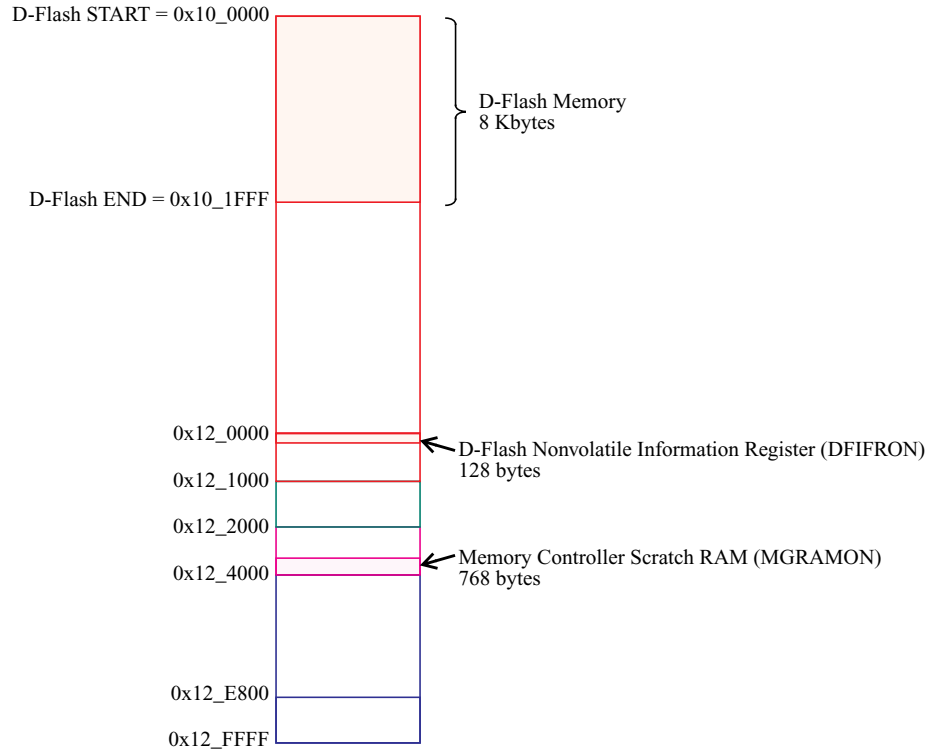 D-Flash START = 0x10_0000
D-Flash Memory
8 Kbytes
D-Flash END = 0x10_1FFF
0x12_0000
D-Flash Nonvolatile Information Register (DFIFRON)
128 bytes
0x12_1000
0x12_2000
Memory Controller Scratch RAM (MGRAMON)
0x12_4000
768 bytes
0x12_E800
0x12_FFFF